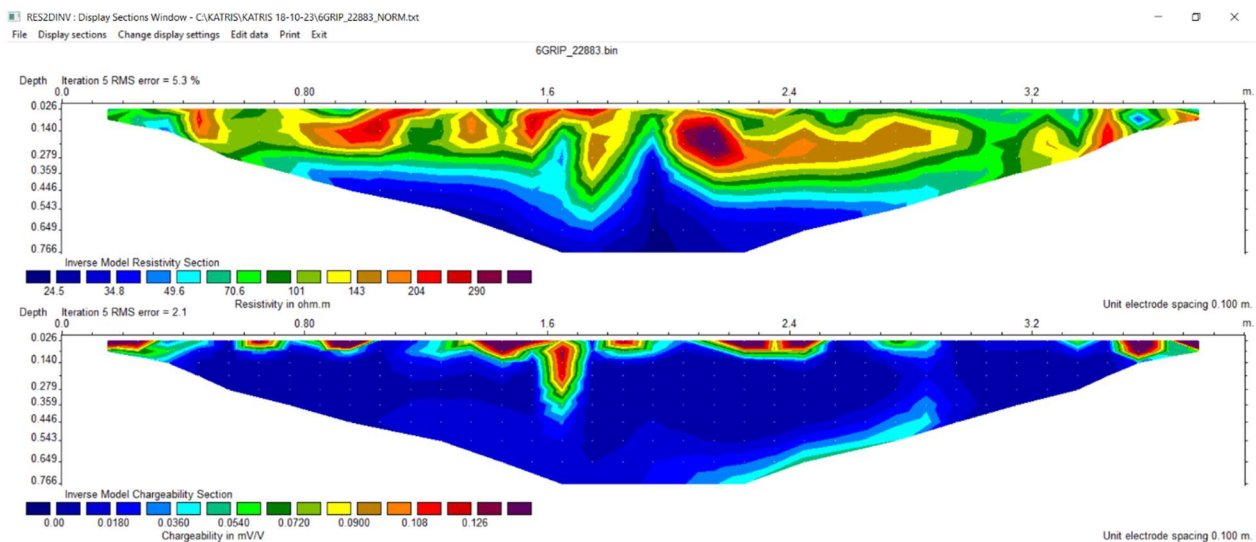 RES2DINV : Display Sections Window - C:\KATRIS\KATRIS 18-10-23\6GRIP_22883_NORM.txt
File Display sections Change display settings Edit data Print Exit
6GRIP_22883.bin
Depth Iteration 5 RMS error = 5.3 %
0.0 0.80 1.6 2.4 3.2 m.
0.026
0.140
0.279
0.359
0.446
0.543
0.649
0.766
Inverse Model Resistivity Section
24.5 34.8 49.6 70.6 101 143 204 290
Resistivity in ohm.m
Unit electrode spacing 0.100 m.
Depth Iteration 5 RMS error = 2.1
0.0 0.80 1.6 2.4 3.2 m.
0.026
0.140
0.279
0.359
0.446
0.543
0.649
0.766
Inverse Model Chargeability Section
0.00 0.0180 0.0360 0.0540 0.0720 0.0900 0.108 0.126
Chargeability in mV/V
Unit electrode spacing 0.100 m.